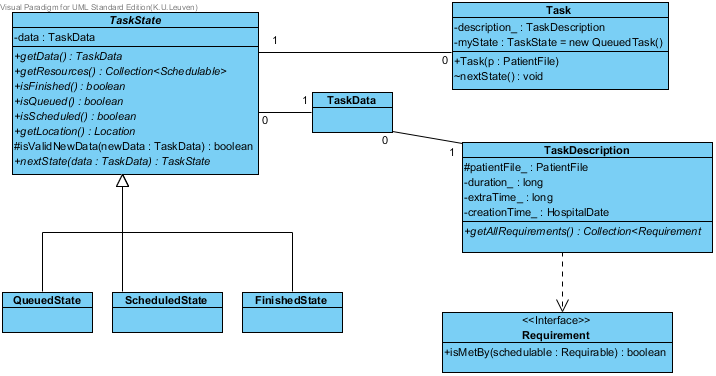 Visual Paradigm for UML Standard Edition(K.U.Leuven)
TaskState
-data : TaskData
+getData() : TaskData
+getResources() : Collection<Schedulable>
+isFinished() : boolean
+isQueued() : boolean
+isScheduled() : boolean
+getLocation() : Location
#isValidNewData(newData : TaskData) : boolean
+nextState(data : TaskData) : TaskState
1
0
Task
-description_ : TaskDescription
-myState : TaskState = new QueuedTask()
+Task(p : PatientFile)
~nextState() : void
0
1
TaskData
0
1
TaskDescription
#patientFile_ : PatientFile
-duration_ : long
-extraTime_ : long
-creationTime_ : HospitalDate
+getAllRequirements() : Collection<Requirement
QueuedState
ScheduledState
FinishedState
<<Interface>>
Requirement
+isMetBy(schedulable : Requirable) : boolean